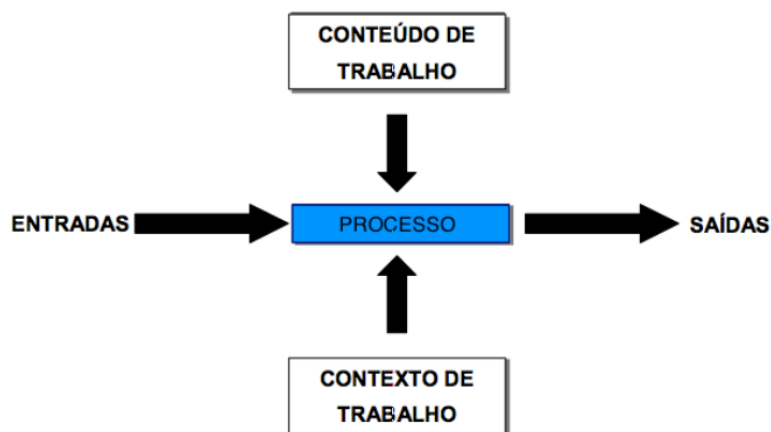 CONTEÚDO DE
TRABALHO
ENTRADAS
PROCESSO
SAÍDAS
CONTEXTO DE
TRABALHO